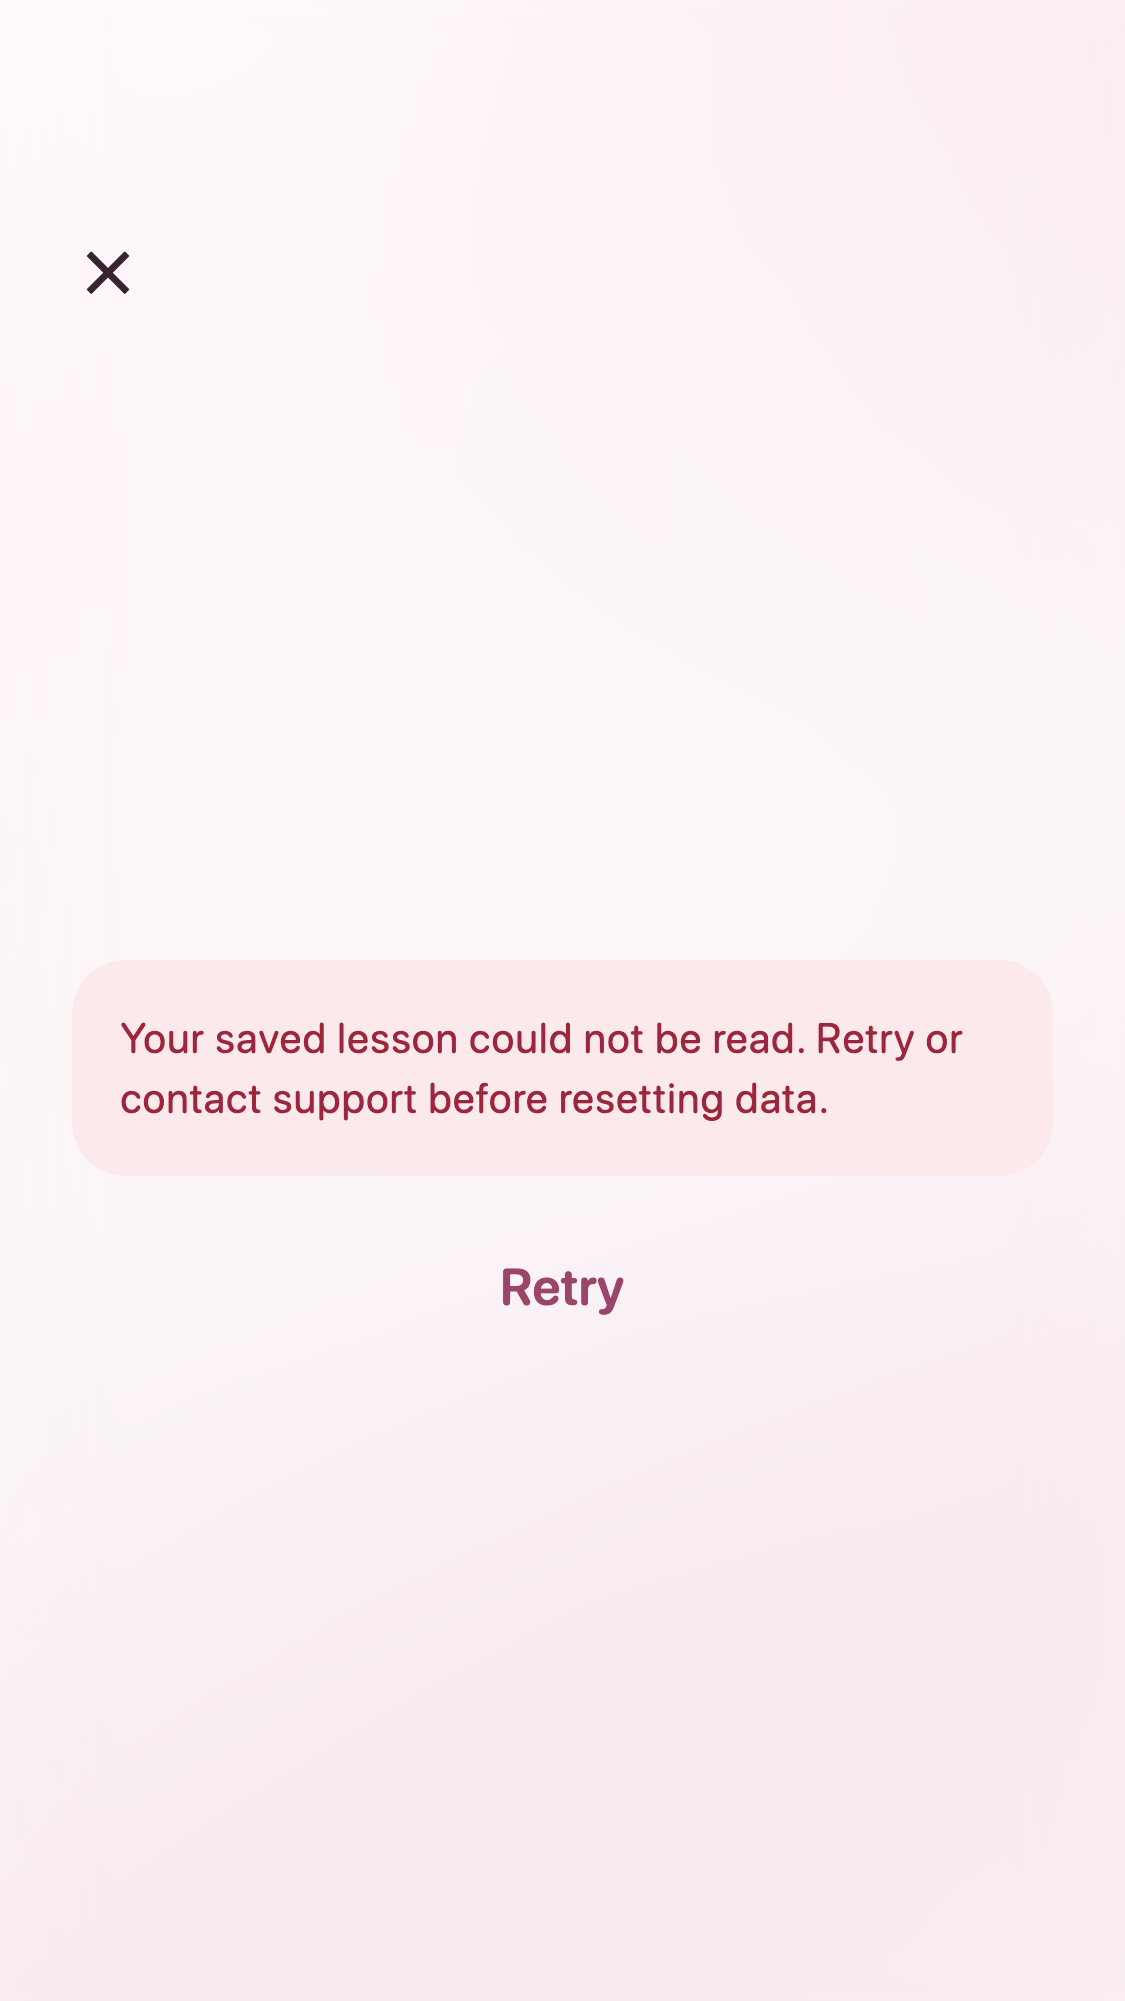 Your saved lesson could not be read. Retry or
contact support before resetting data.
Retry